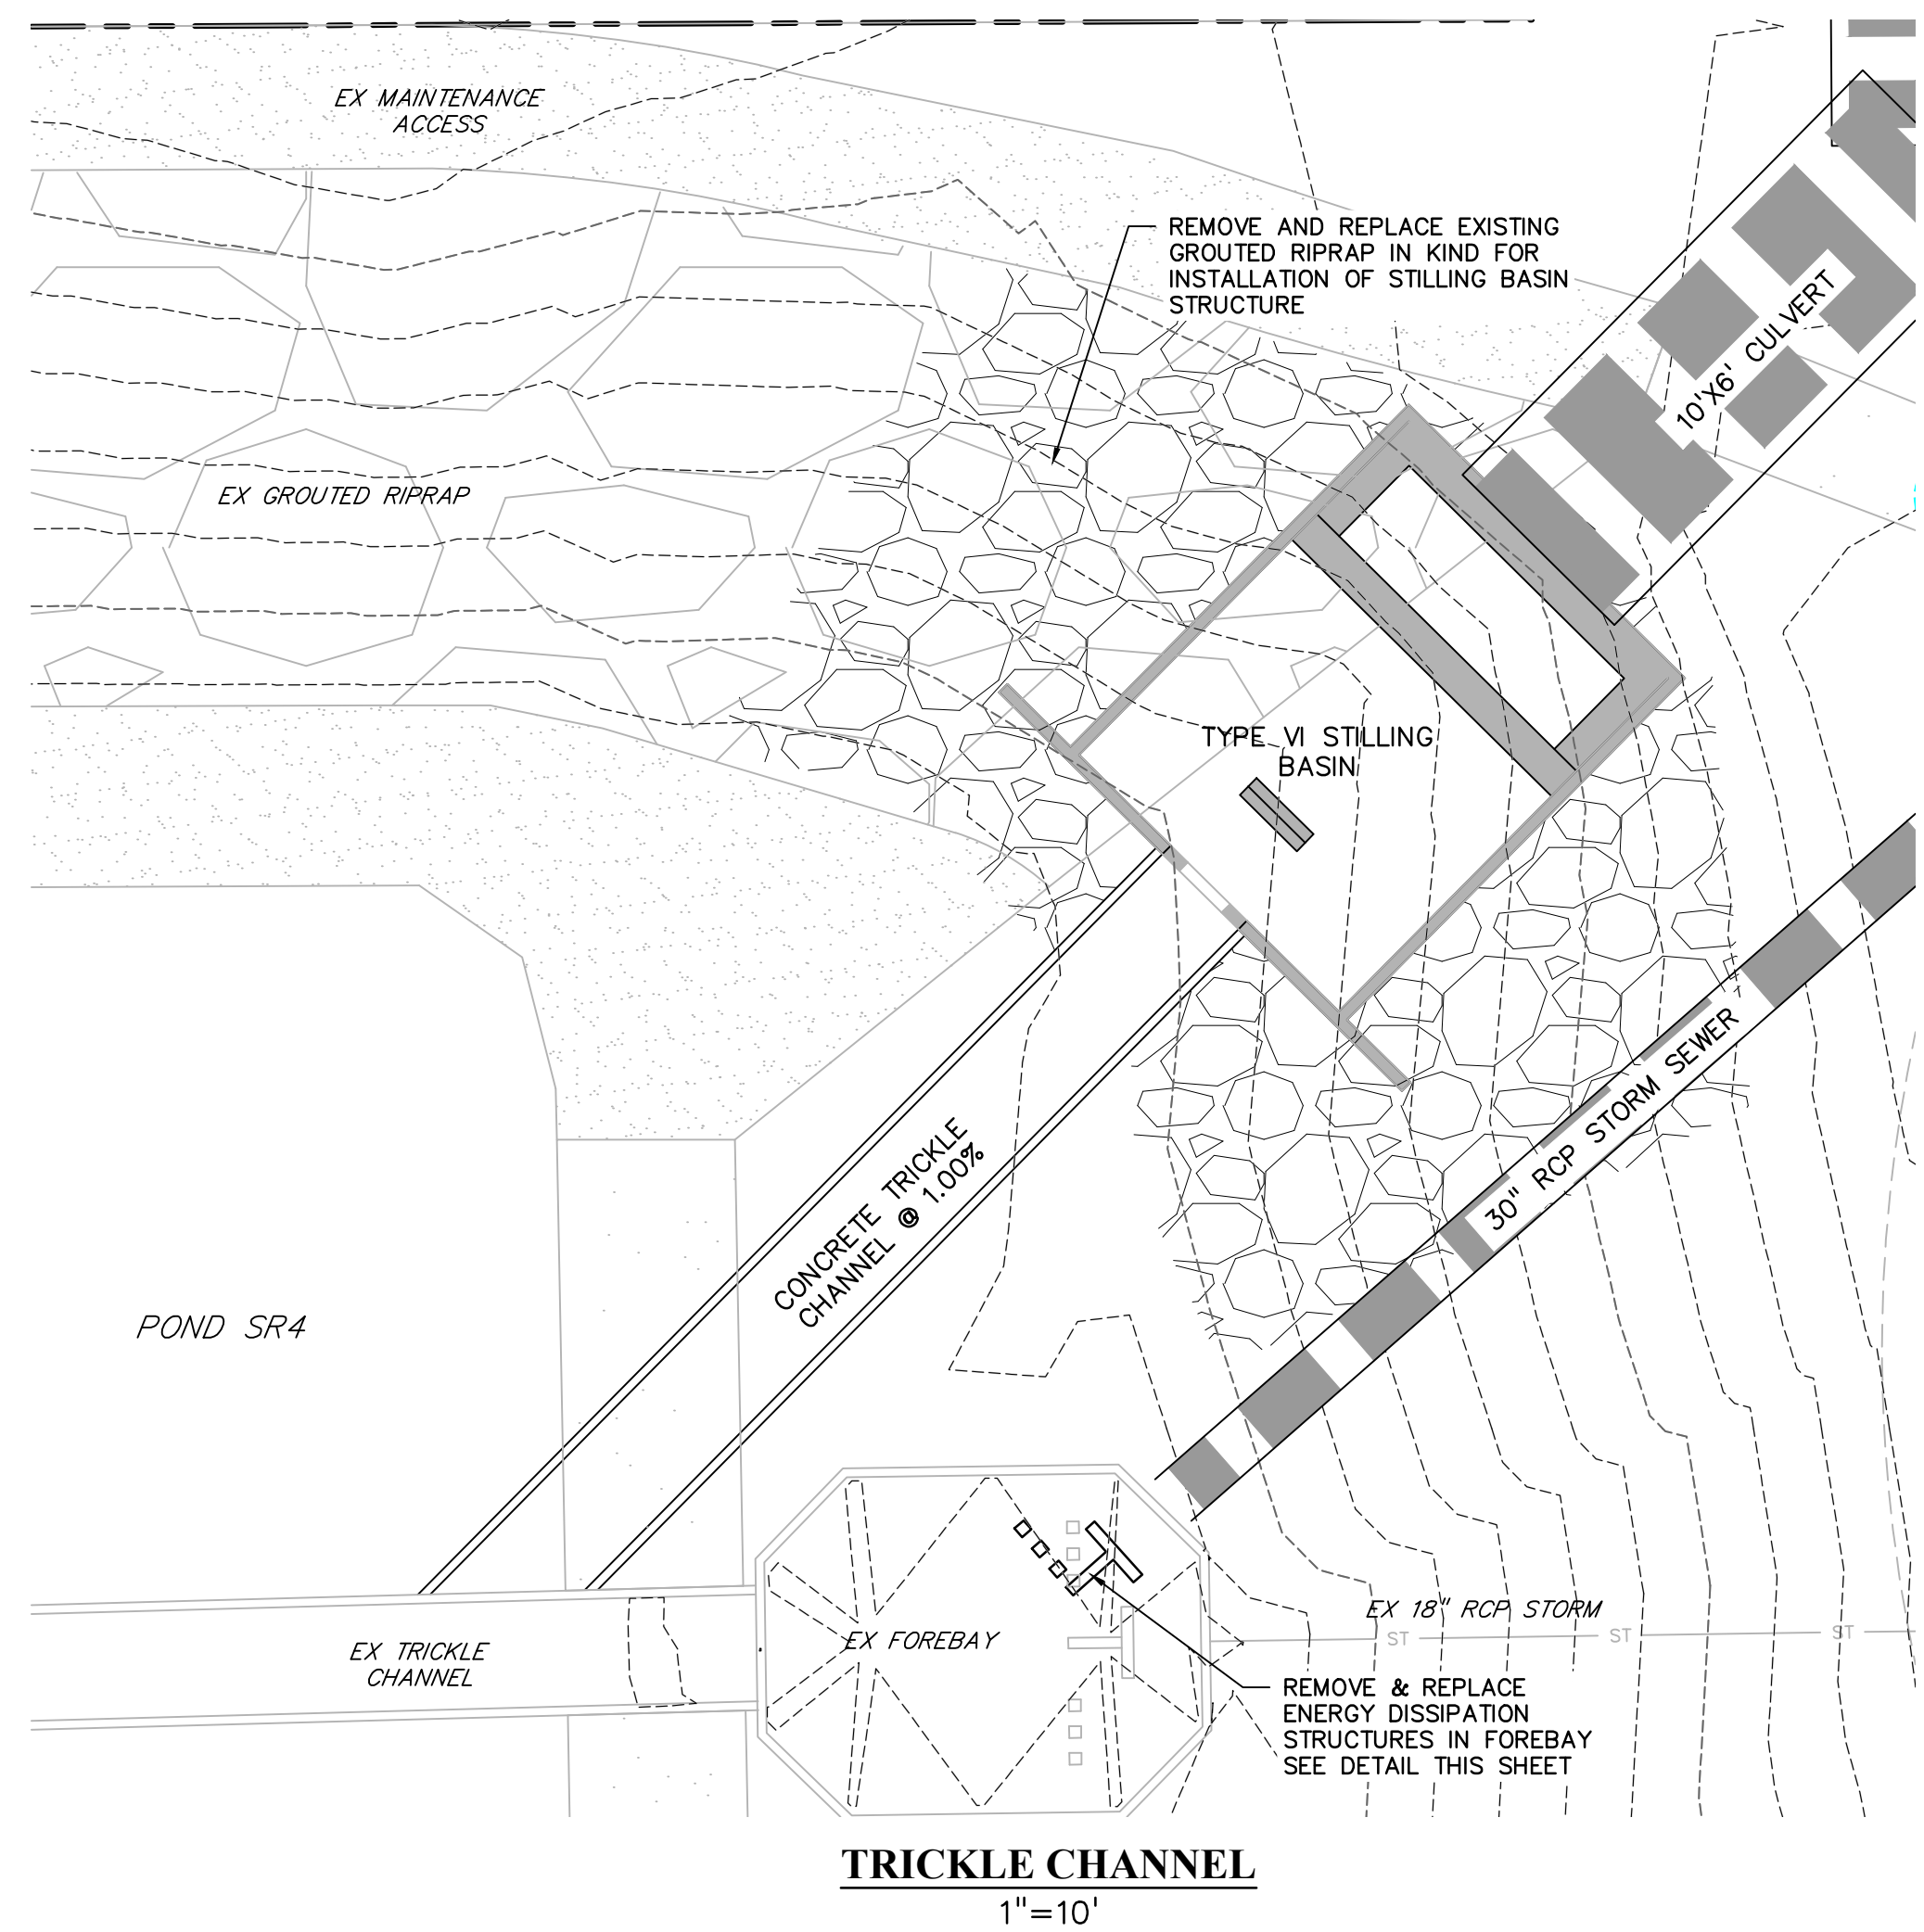 EX MAINTENANCE
ACCESS
REMOVE AND REPLACE EXISTING
GROUTED RIPRAP IN KIND FOR
INSTALLATION OF STILLING BASIN
STRUCTURE
10'X6' CULVERT
EX GROUTED RIPRAP
TYPE VI STILLING
BASIN
30" RCP STORM SEWER
CONCRETE TRICKLE
CHANNEL @ 1.00%
POND SR4
EX 18" RCP STORM
ST
ST
ST
EX FOREBAY
EX TRICKLE
CHANNEL
REMOVE & REPLACE
ENERGY DISSIPATION
STRUCTURES IN FOREBAY
SEE DETAIL THIS SHEET
TRICKLE CHANNEL
1"=10'